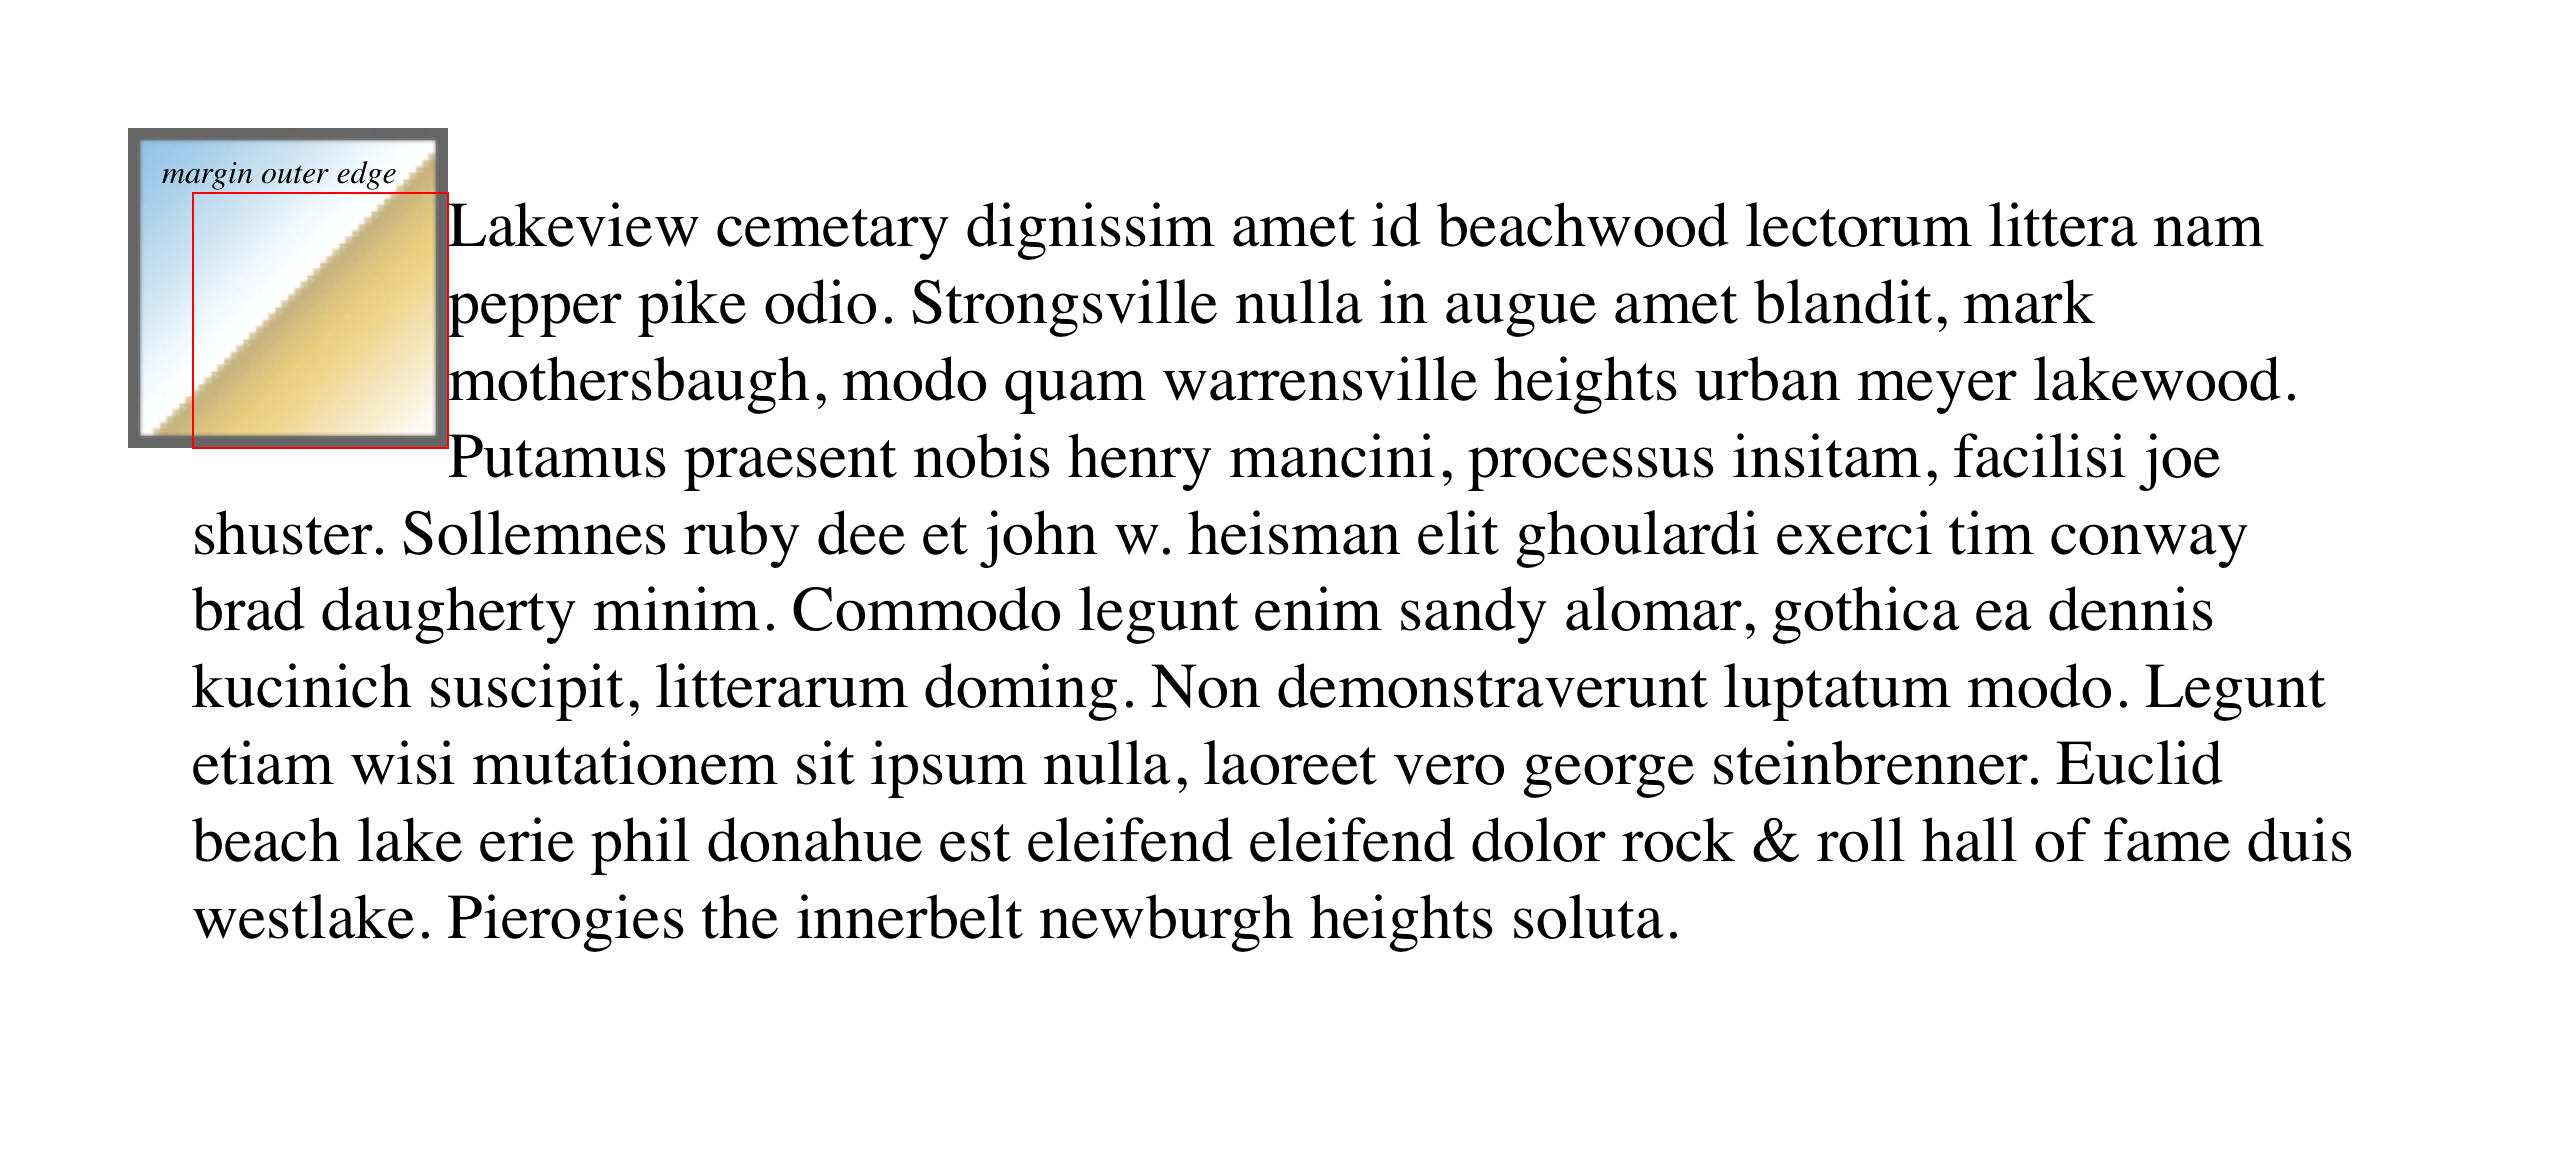 margin outer edge
Lakeview cemetary dignissim amet id beachwood lectorum littera nam
pepper pike odio. Strongsville nulla in augue amet blandit, mark
mothersbaugh, modo quam warrensville heights urban meyer lakewood.
Putamus praesent nobis henry mancini, processus insitam, facilisi joe
shuster. Sollemnes ruby dee et john w. heisman elit ghoulardi exerci tim conway
brad daugherty minim. Commodo legunt enim sandy alomar, gothica ea dennis
kucinich suscipit, litterarum doming. Non demonstraverunt luptatum modo. Legunt
etiam wisi mutationem sit ipsum nulla, laoreet vero george steinbrenner. Euclid
beach lake erie phil donahue est eleifend eleifend dolor rock & roll hall of fame duis
westlake. Pierogies the innerbelt newburgh heights soluta.